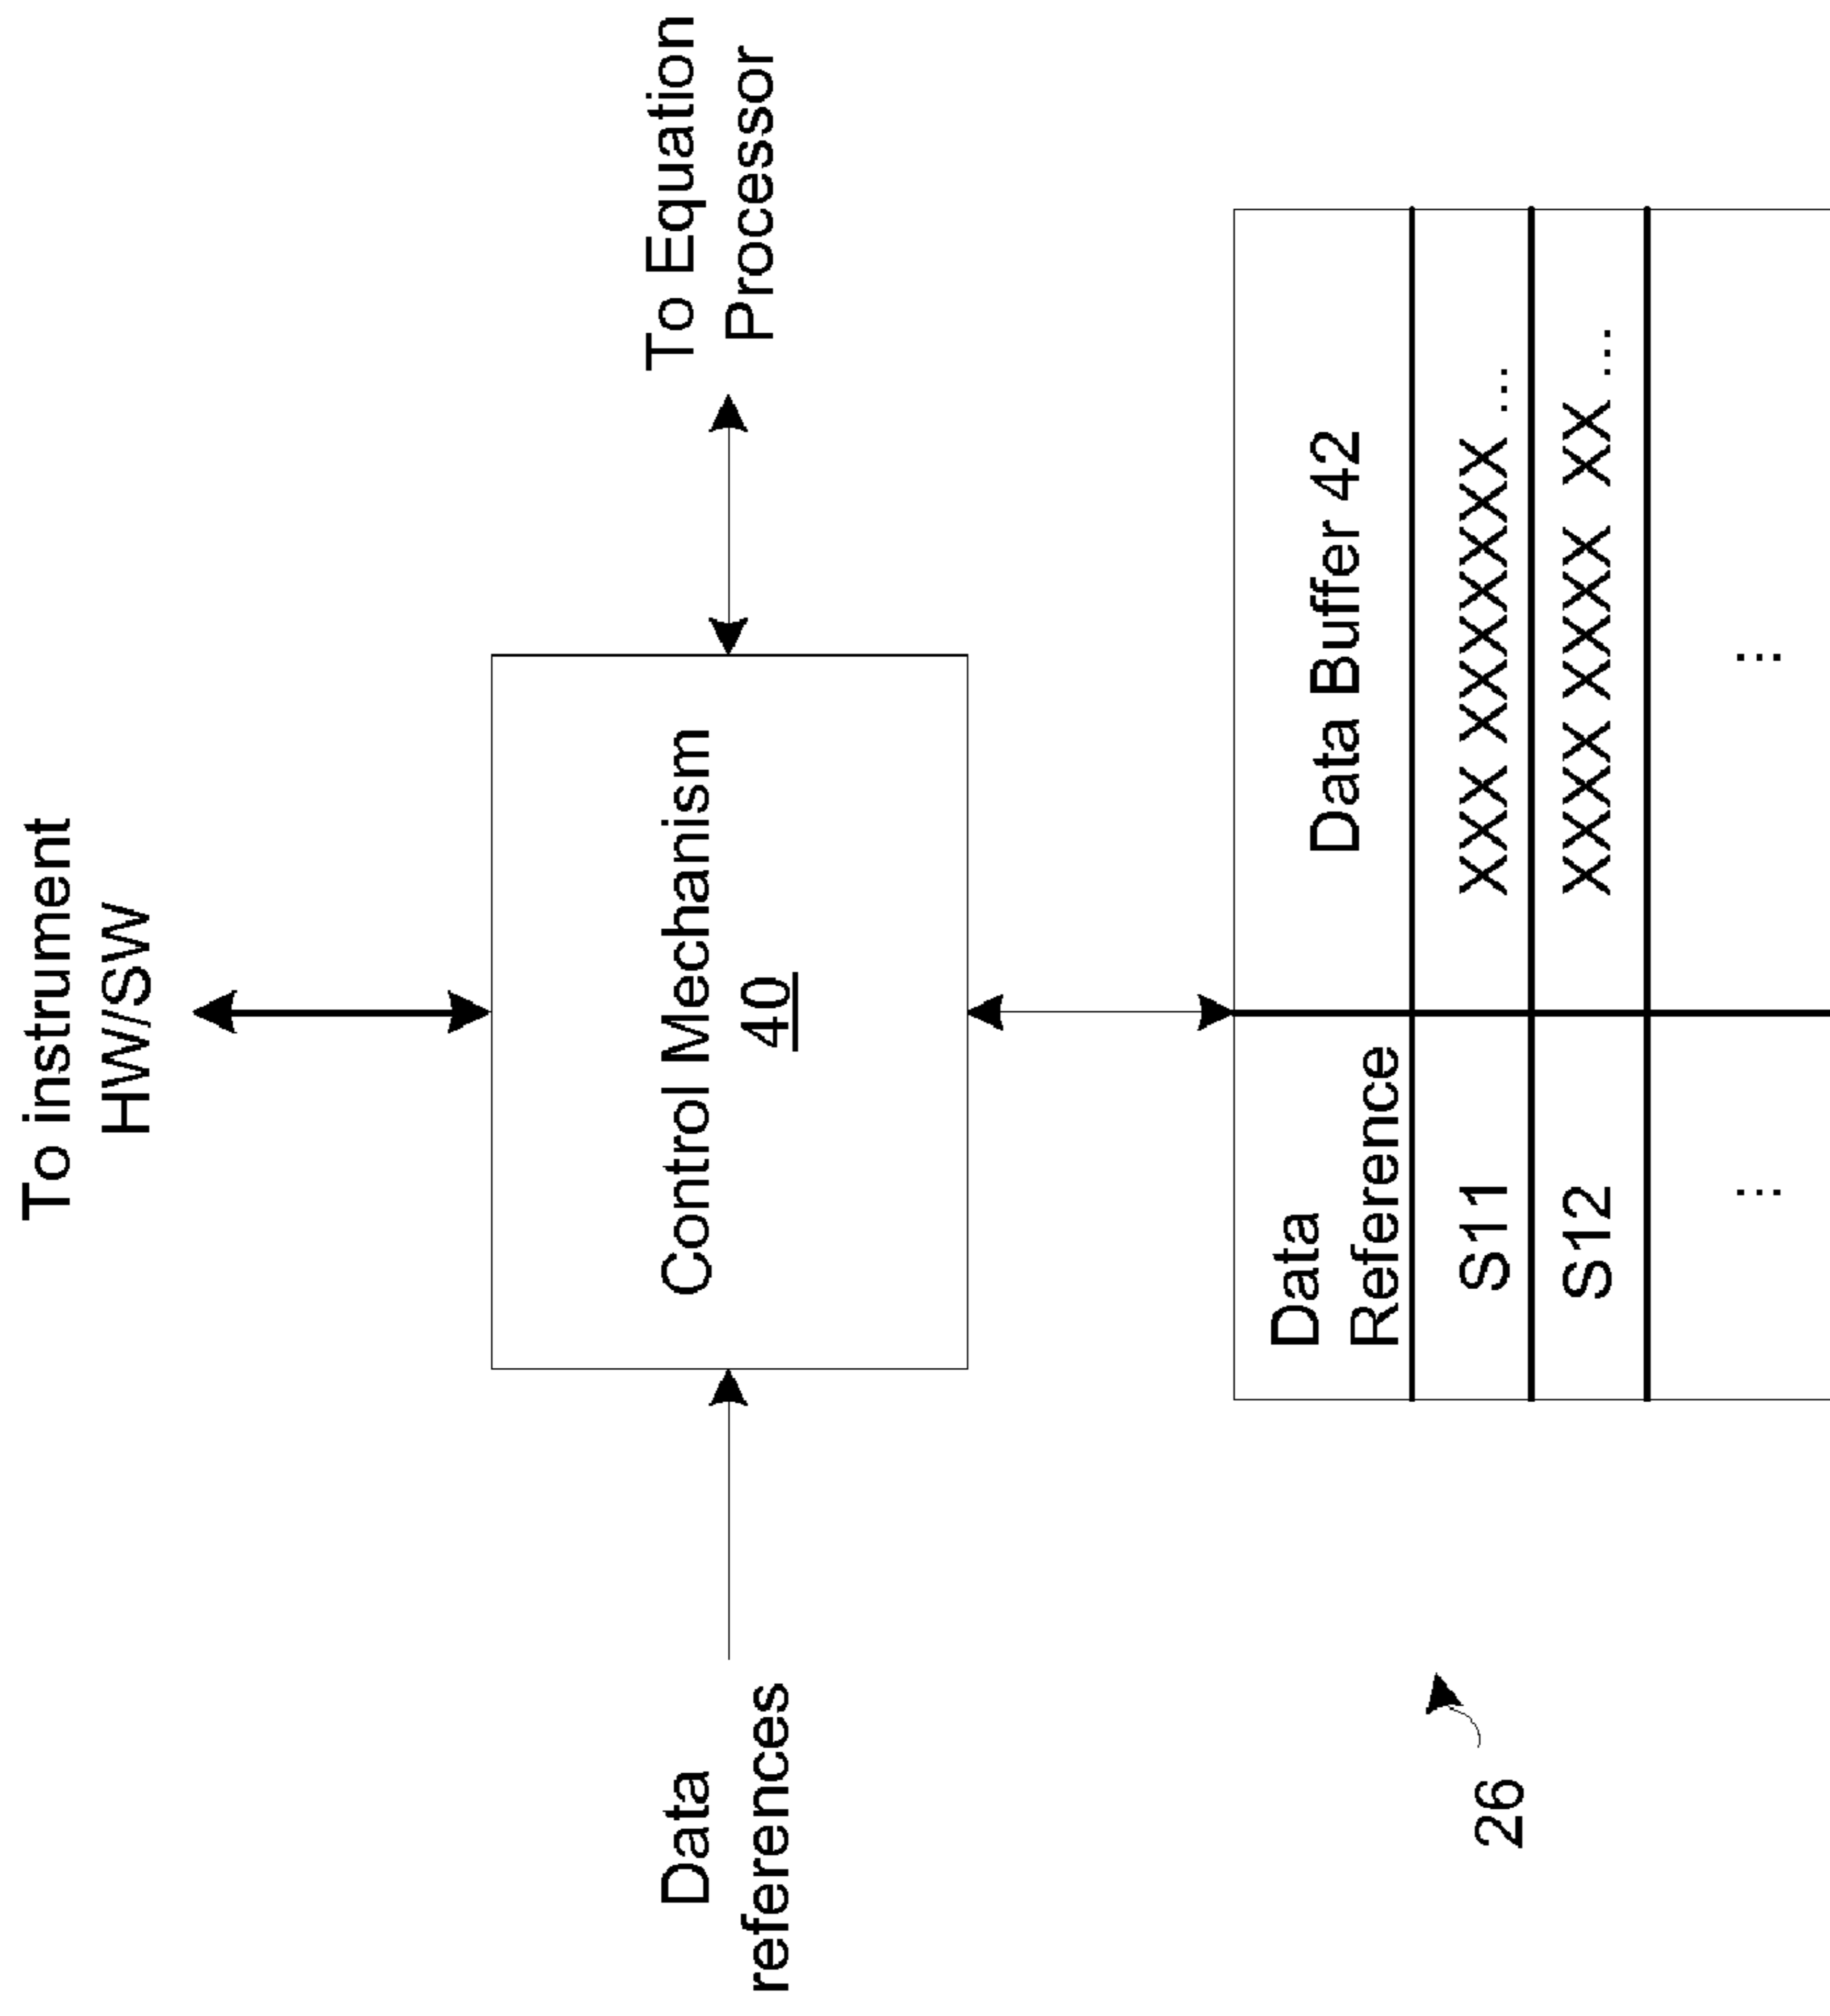 To instrument
HW/SW
Data
references
Control Mechanism
40
To Equation
Processor
Data
Reference
Data Buffer 42
S11
xxx xxxxxxx ...
S12
xxxx xxxx xx ...
...
...
26